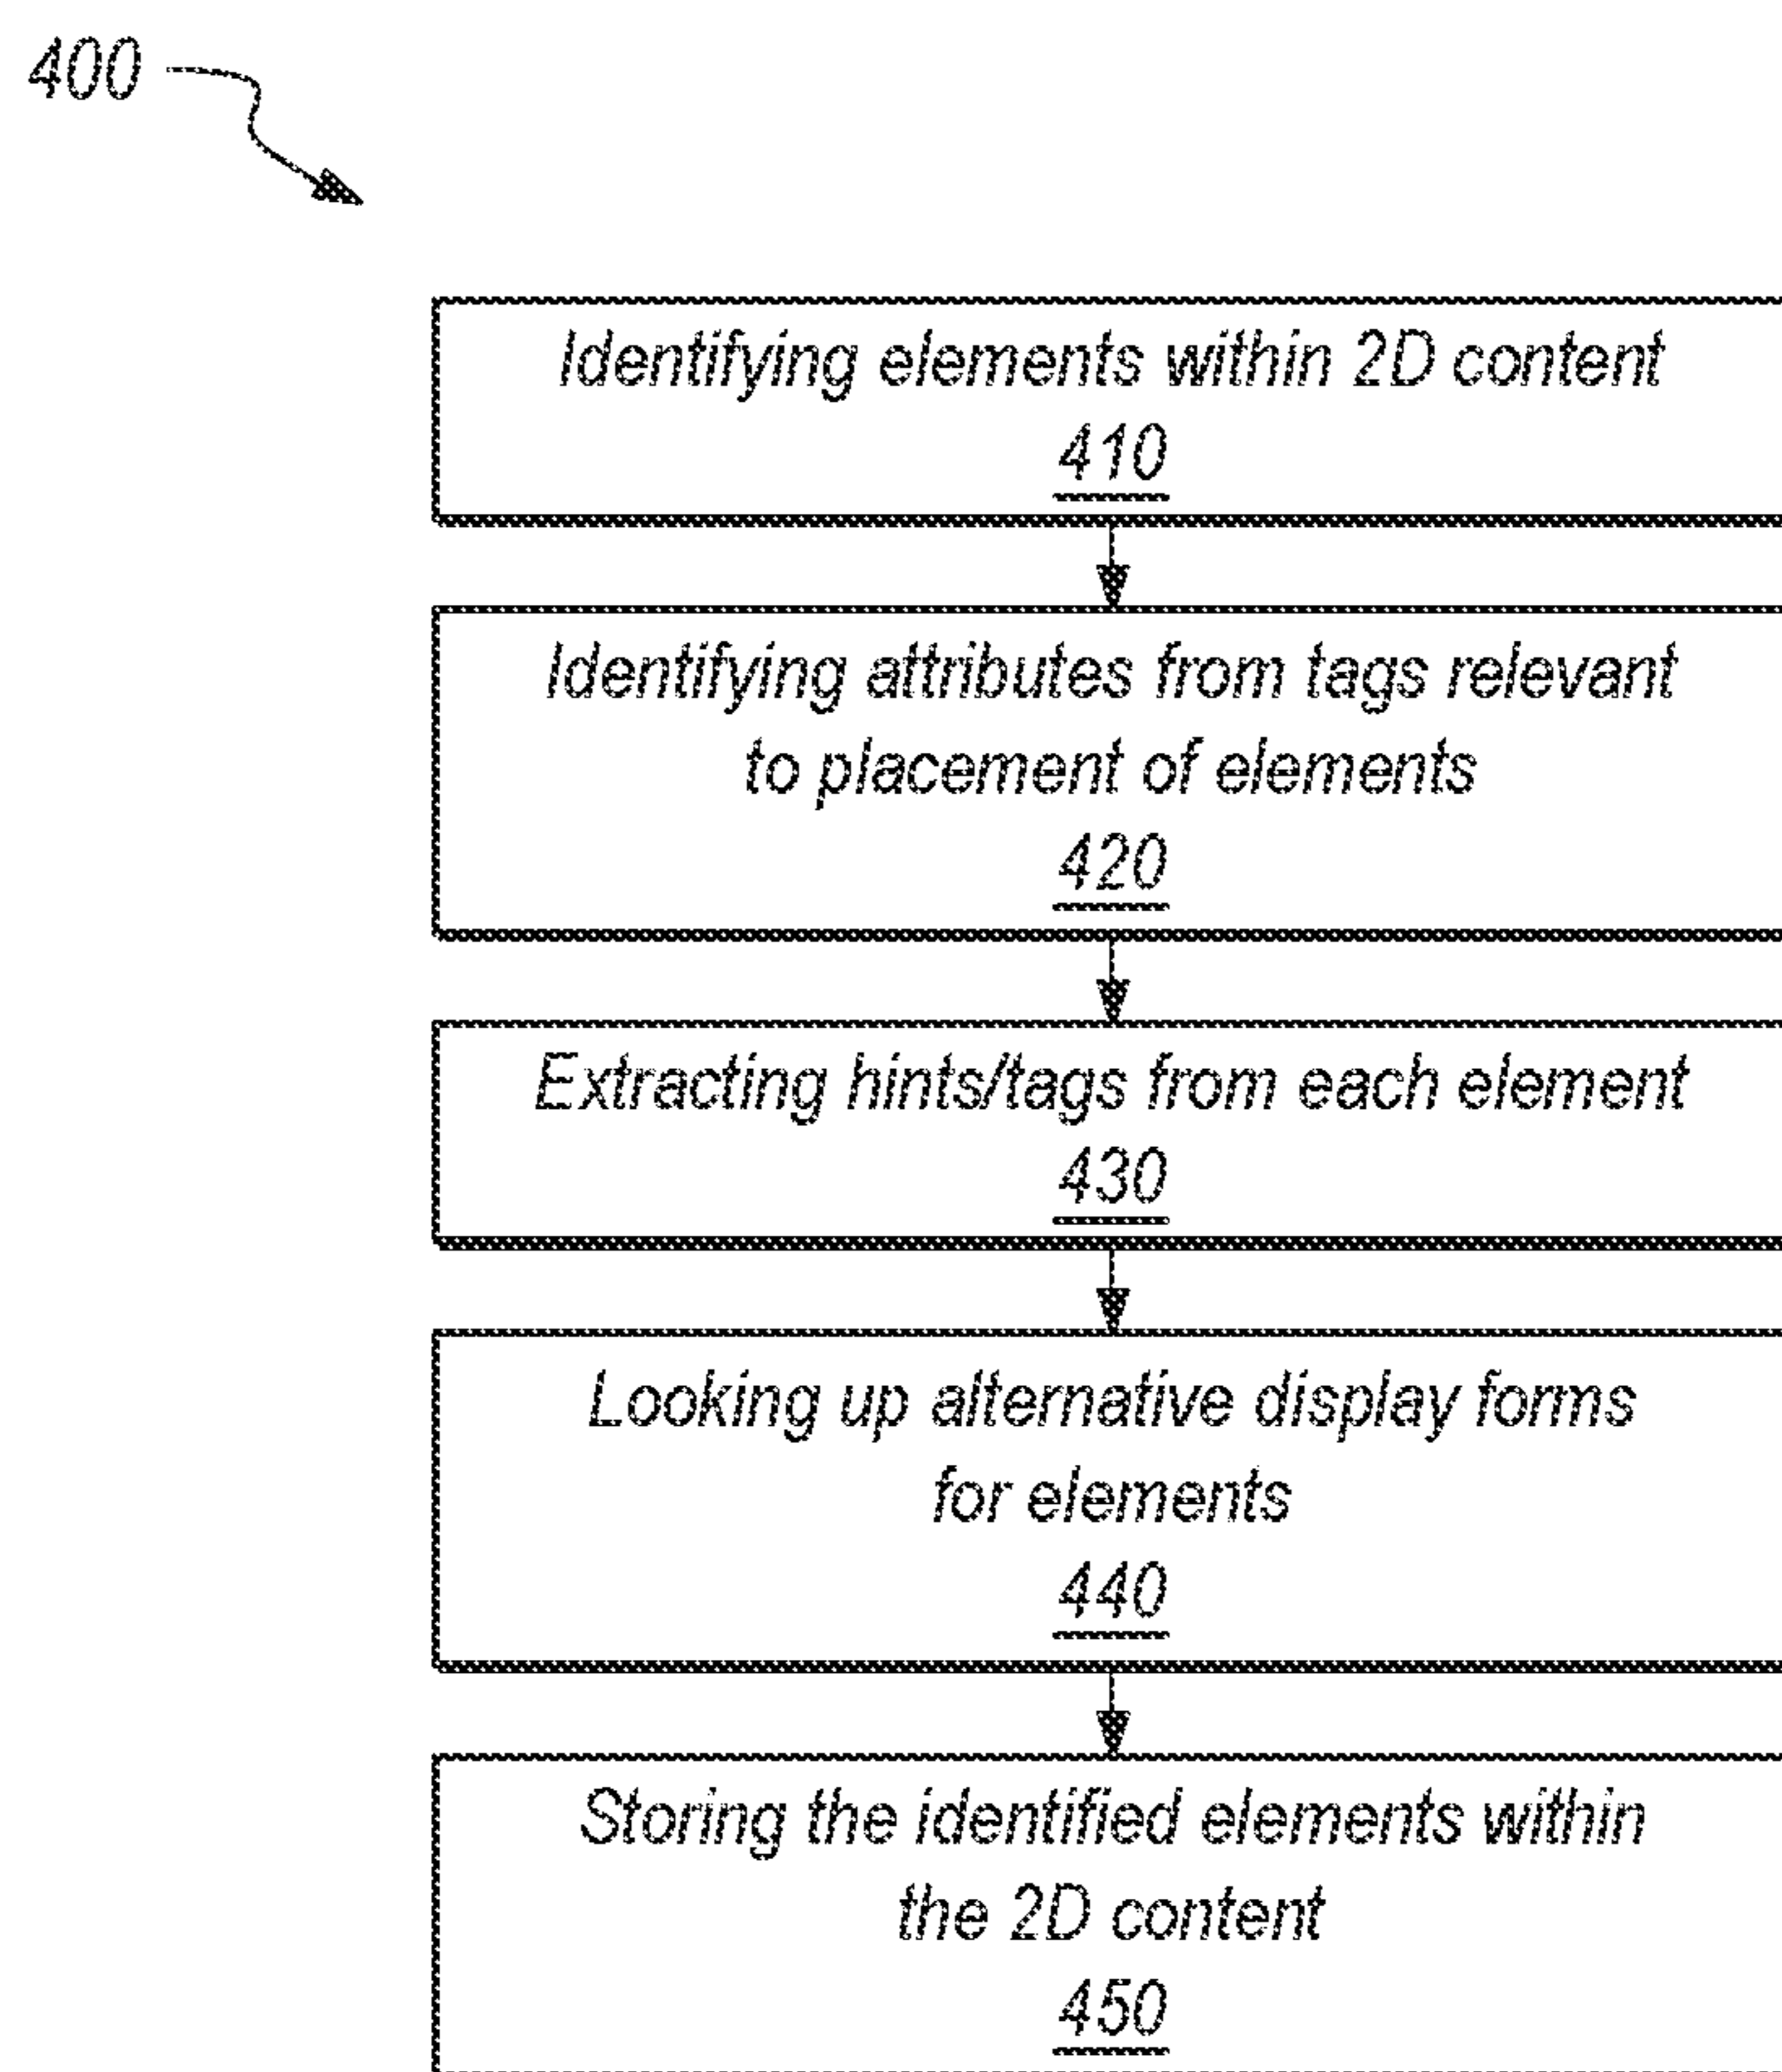 400
Identifying elements within 2D content
410
Identifying attributes from tags relevant
to placement of elements
420
Extracting hints/tags from each element
430
Looking up alternative display forms
for elements
440
Storing the identified elements within
the 2D content
450